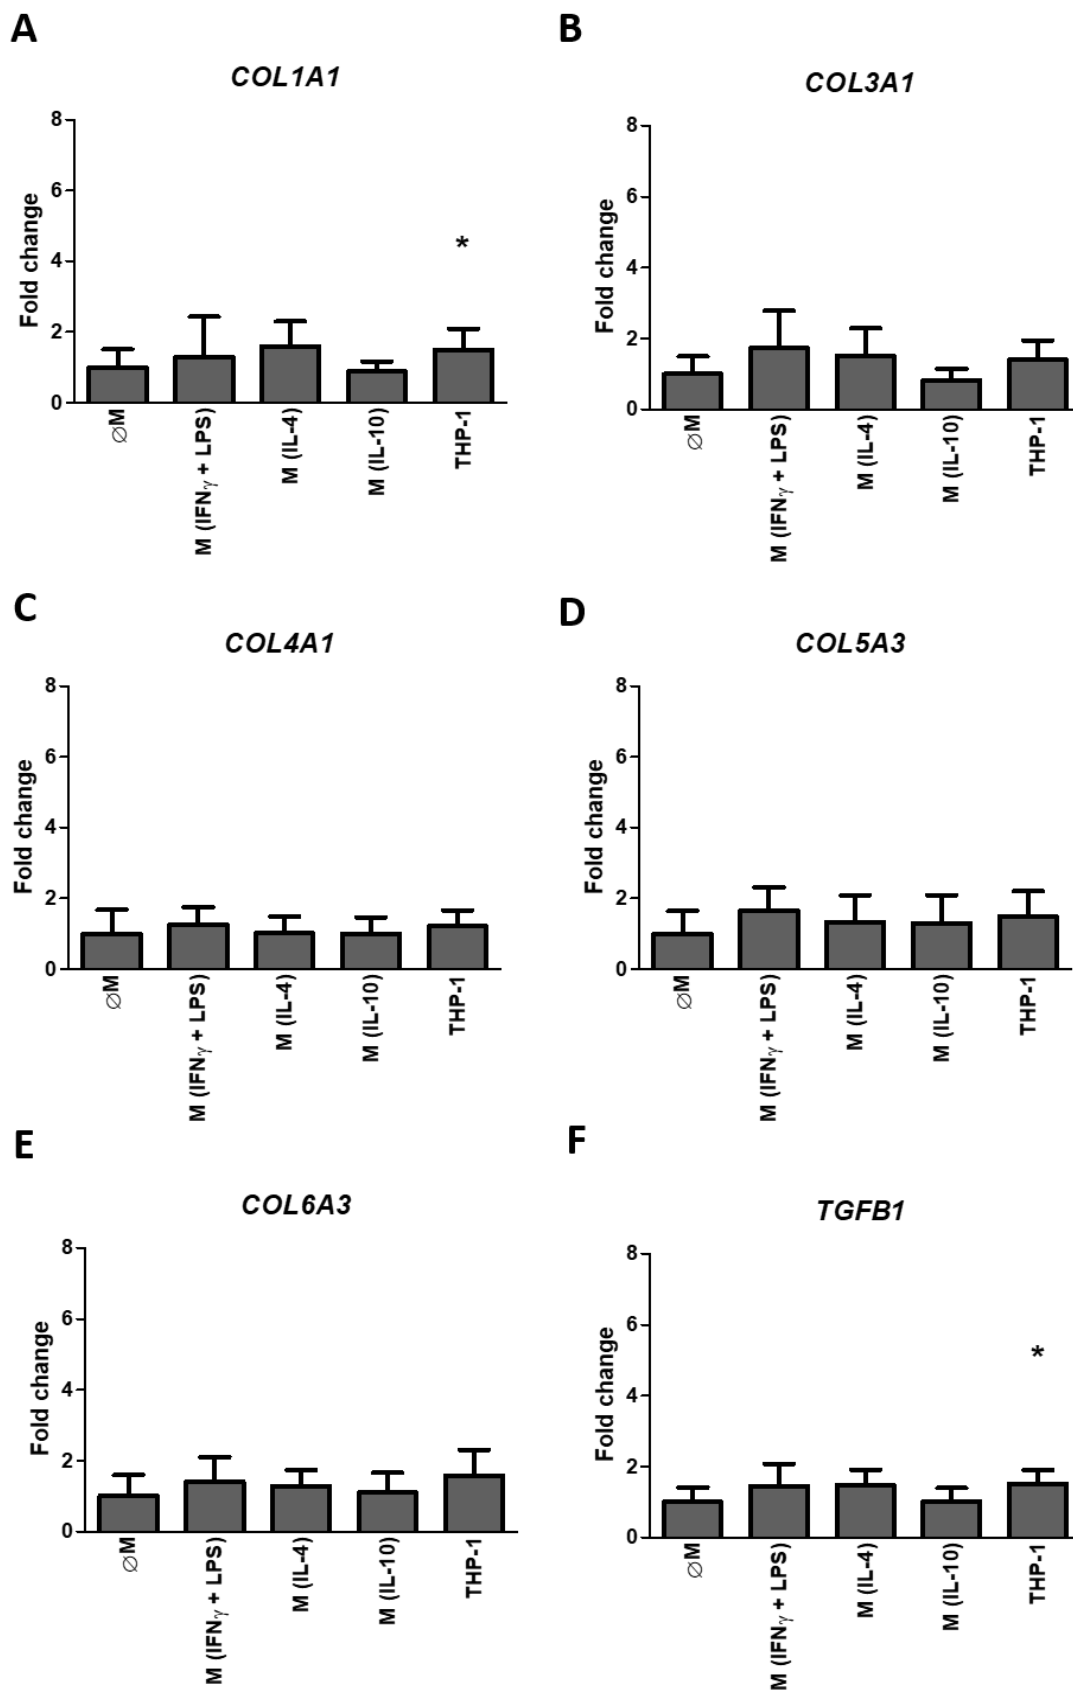 A
COL1A1
Fold change
8
6
4
2
0
*
∅M
M (IFNγ + LPS)
M (IL-4)
M (IL-10)
THP-1
B
COL3A1
Fold change
8
6
4
2
0
∅M
M (IFNγ + LPS)
M (IL-4)
M (IL-10)
THP-1
C
COL4A1
Fold change
8
6
4
2
0
∅M
M (IFNγ + LPS)
M (IL-4)
M (IL-10)
THP-1
D
COL5A3
Fold change
8
6
4
2
0
∅M
M (IFNγ + LPS)
M (IL-4)
M (IL-10)
THP-1
E
COL6A3
Fold change
8
6
4
2
0
∅M
M (IFNγ + LPS)
M (IL-4)
M (IL-10)
THP-1
F
TGFB1
Fold change
8
6
4
2
0
*
∅M
M (IFNγ + LPS)
M (IL-4)
M (IL-10)
THP-1